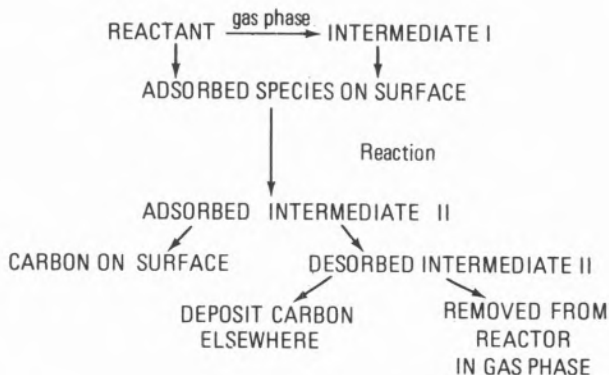 gas phase
REACTANT INTERMEDIATE I
ADSORBED SPECIES ON SURFACE
Reaction
ADSORBED INTERMEDIATE II
CARBON ON SURFACE DESORBED INTERMEDIATE II
DEPOSIT CARBON
ELSEWHERE
REMOVED FROM
REACTOR
IN GAS PHASE